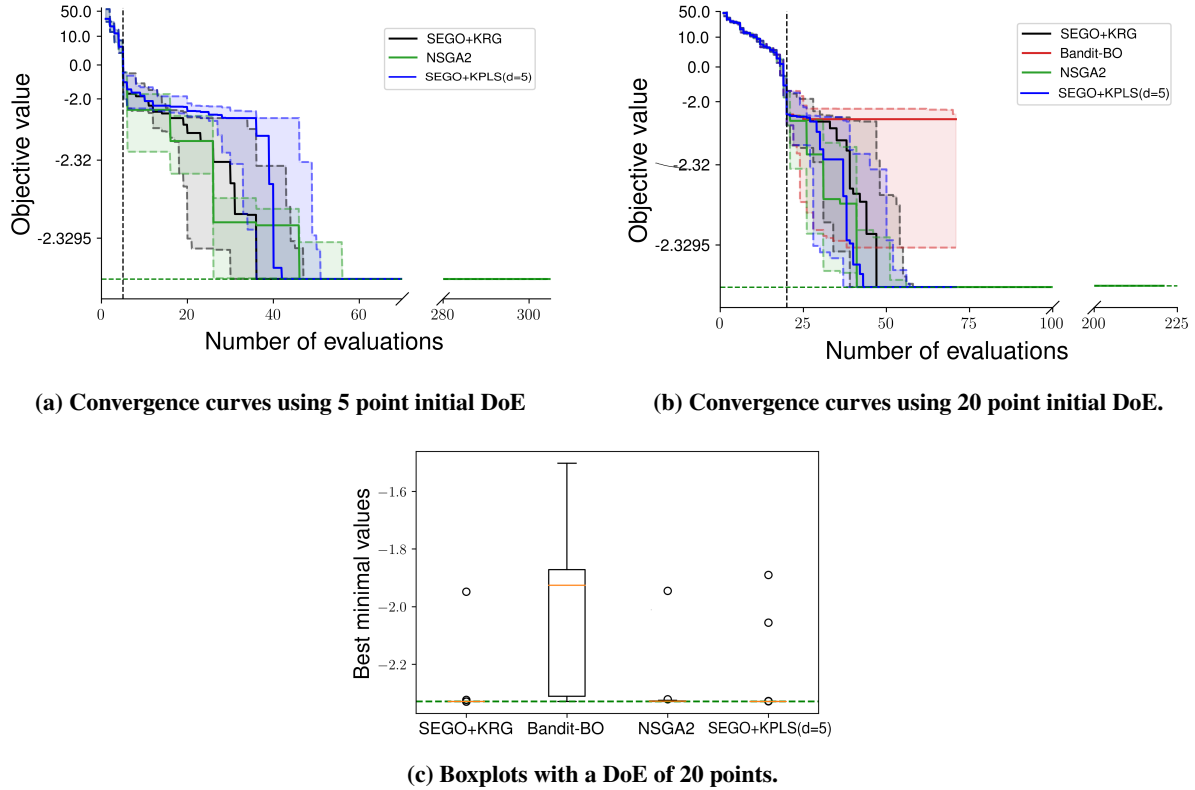 50.0
10.0
0.0
-2.0
-2.32
-2.3295
Objective value
0
20
40
60
280
300
Number of evaluations
SEGO+KRG
NSGA2
SEGO+KPLS(d=5)
(a) Convergence curves using 5 point initial DoE
50.0
10.0
0.0
-2.0
-2.32
-2.3295
Objective value
0
25
50
75
100
200
225
Number of evaluations
SEGO+KRG
Bandit-BO
NSGA2
SEGO+KPLS(d=5)
(b) Convergence curves using 20 point initial DoE.
−1.6
−1.8
−2.0
−2.2
Best minimal values
SEGO+KRG
Bandit-BO
NSGA2
SEGO+KPLS(d=5)
(c) Boxplots with a DoE of 20 points.